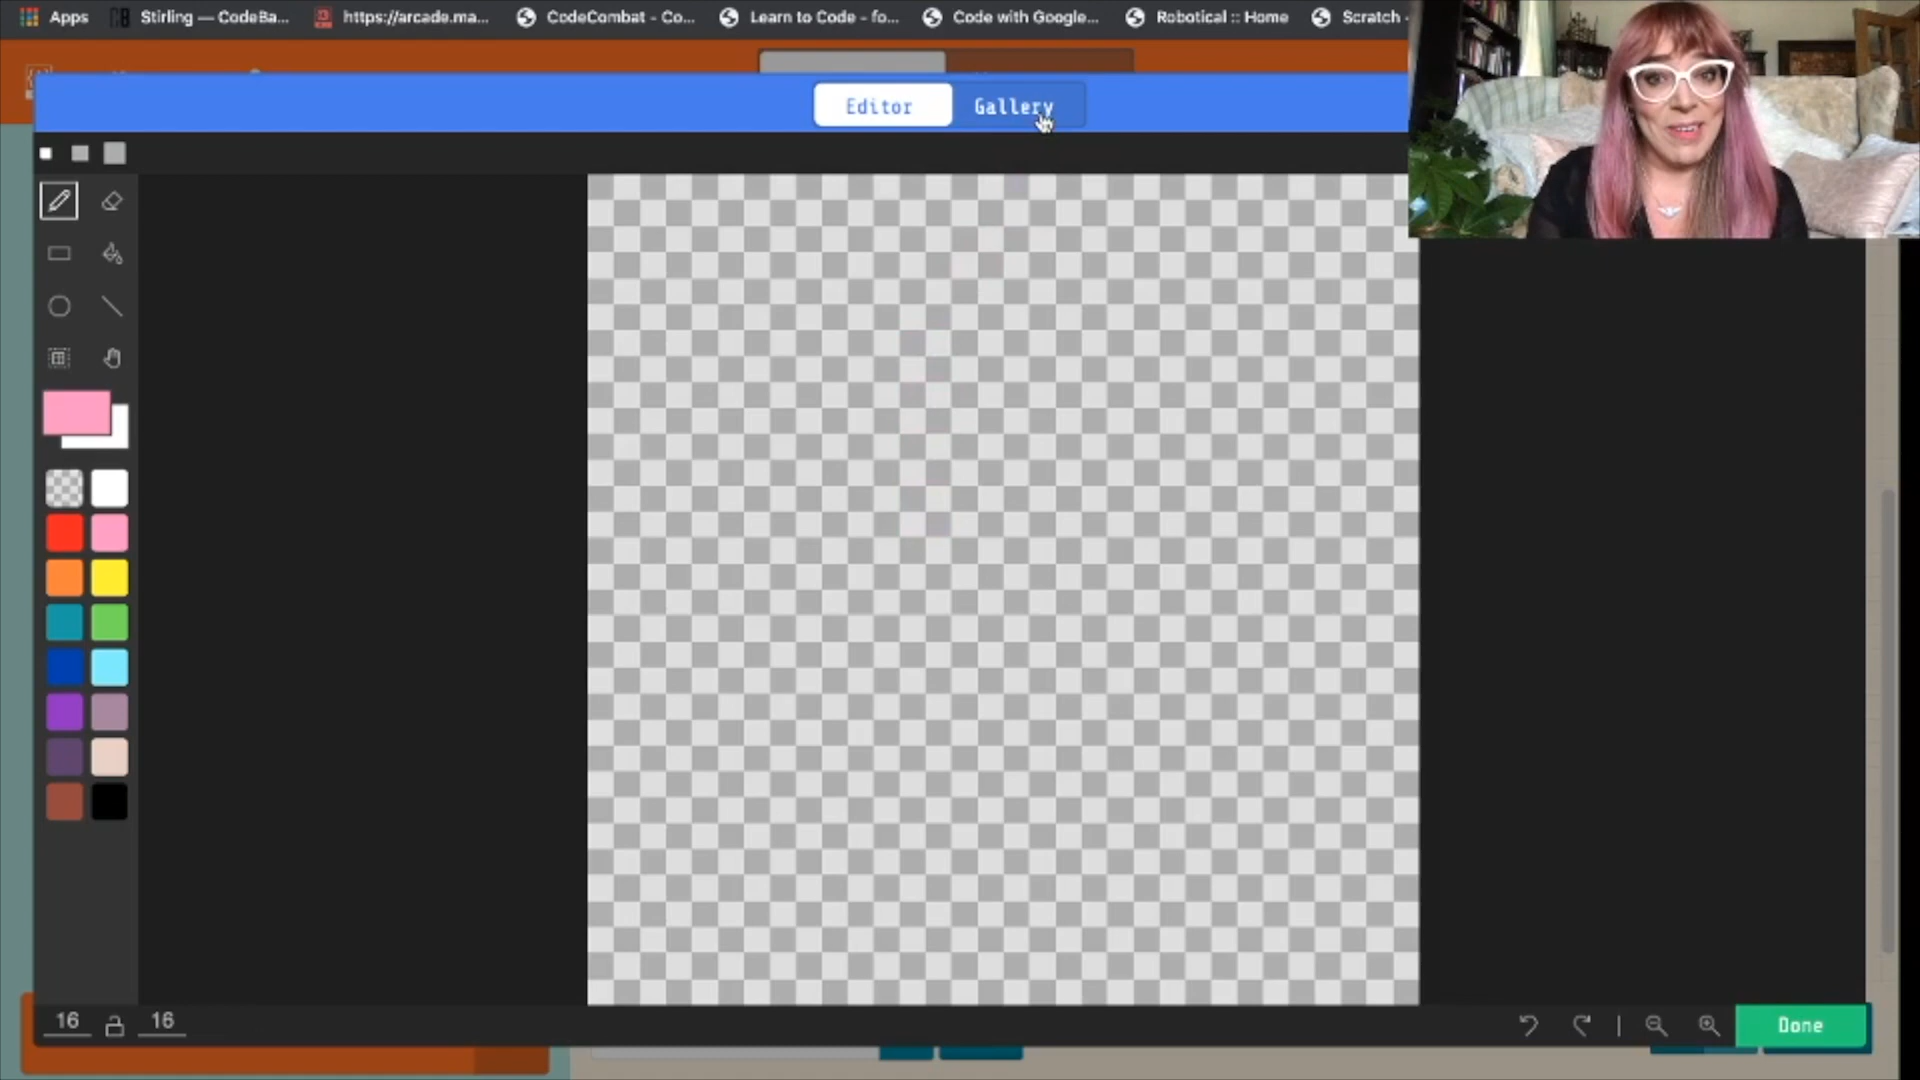 Apps Stirling — CodeBa... https://arcade.ma... CodeCombat - Co... Learn to Code - fo... Code with Google... Robotical :: Home Scratch -
Editor Gallery
16 16 Done